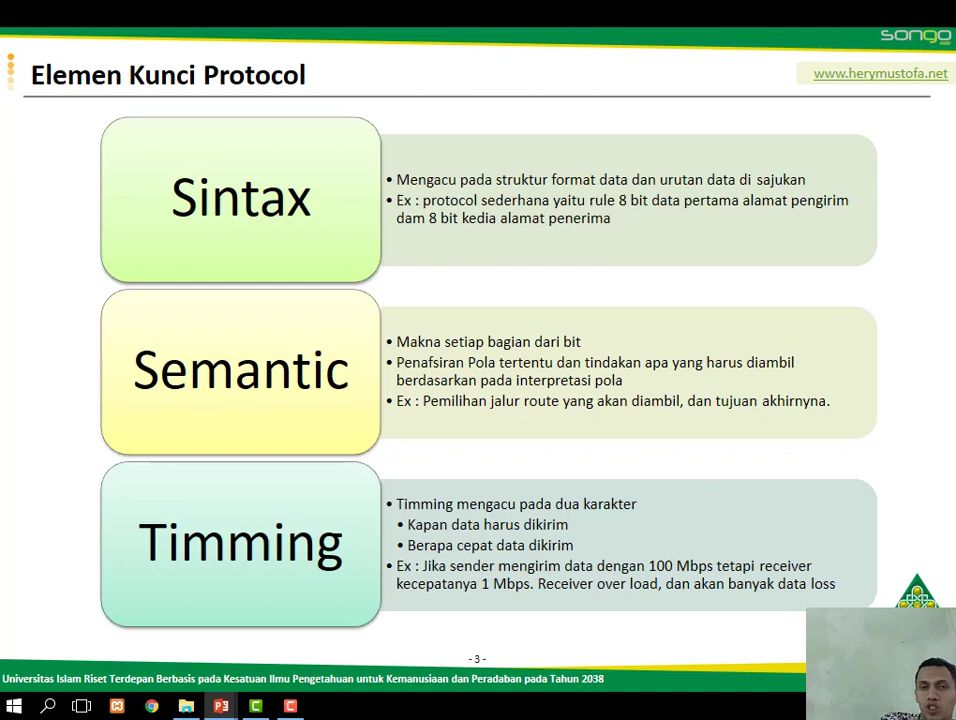 songo
Elemen Kunci Protocol
www.herymustofa.net
Sintax
• Mengacu pada struktur format data dan urutan data di sajukan
• Ex : protocol sederhana yaitu rule 8 bit data pertama alamat pengirim
dam 8 bit kedia alamat penerima
Semantic
• Makna setiap bagian dari bit
• Penafsiran Pola tertentu dan tindakan apa yang harus diambil
berdasarkan pada interpretasi pola
• Ex : Pemilihan jalur route yang akan diambil, dan tujuan akhirnyna.
Timming
• Timming mengacu pada dua karakter
• Kapan data harus dikirim
• Berapa cepat data dikirim
• Ex : Jika sender mengirim data dengan 100 Mbps tetapi receiver
kecepatanya 1 Mbps. Receiver over load, dan akan banyak data loss
- 3 -
Universitas Islam Riset Terdepan Berbasis pada Kesatuan Ilmu Pengetahuan untuk Kemanusiaan dan Peradaban pada Tahun 2038